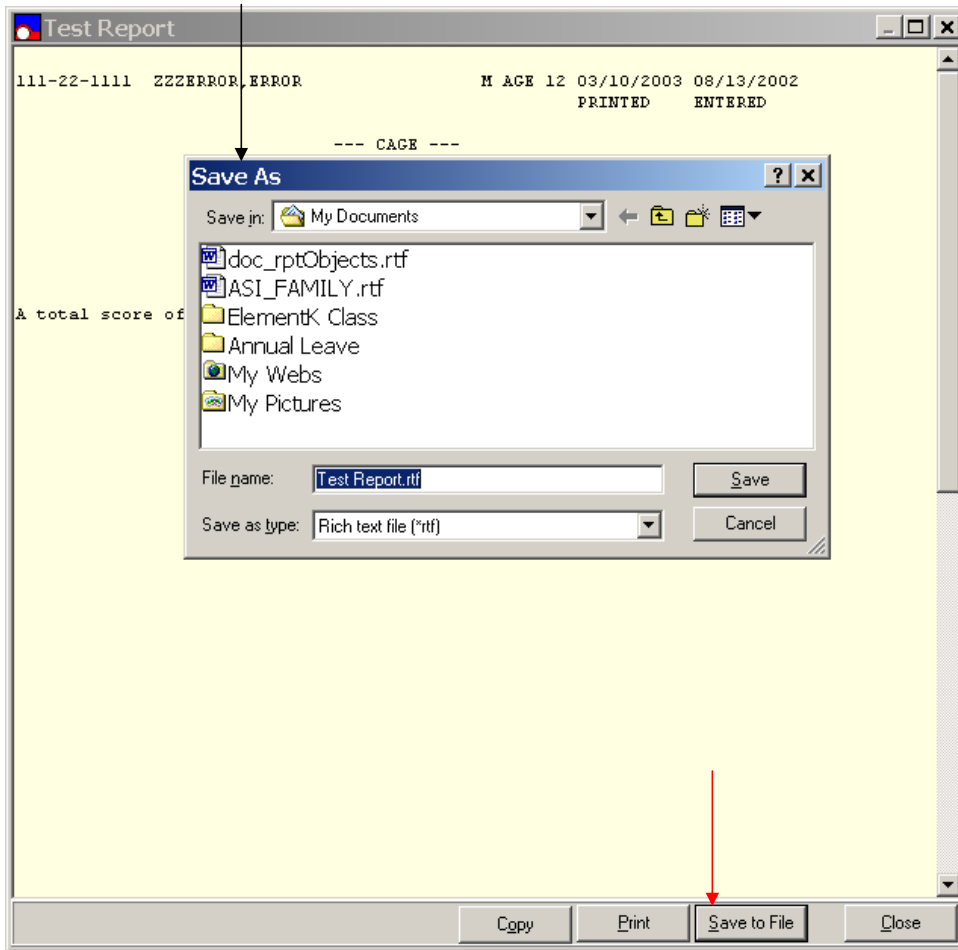 Test Report
111-22-1111 ZZZERROR,ERROR M AGE 12 03/10/2003 08/13/2002
PRINTED ENTERED
--- CAGE ---
Save As
Save in: My Documents
doc_rptObjects.rtf
ASI_FAMILY.rtf
ElementK Class
Annual Leave
My Webs
My Pictures
A total score of
File name: Test Report.rtf Save
Save as type: Rich text file (*rtf) Cancel
Copy Print Save to File Close